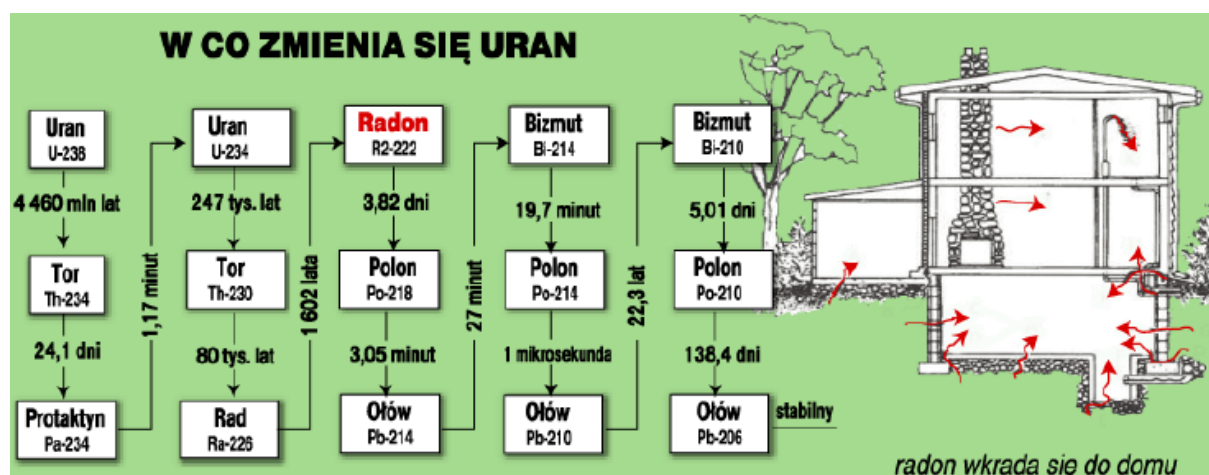 W CO ZMIENIA SIĘ URAN
Uran
U-238
4 460 mln lat
Tor
Th-234
24,1 dni
Protaktyn
Pa-234
1,17 minut
Uran
U-234
247 tys. lat
Tor
Th-230
80 tys. lat
Rad
Ra-226
1 602 lata
Radon
R2-222
3,82 dni
Polon
Po-218
3,05 minut
Ołów
Pb-214
27 minut
Bizmut
Bi-214
19,7 minut
Polon
Po-214
1 mikrosekunda
Ołów
Pb-210
22,3 lat
Bizmut
Bi-210
5,01 dni
Polon
Po-210
138,4 dni
Ołów
Pb-206
stabilny
radon wkrada się do domu